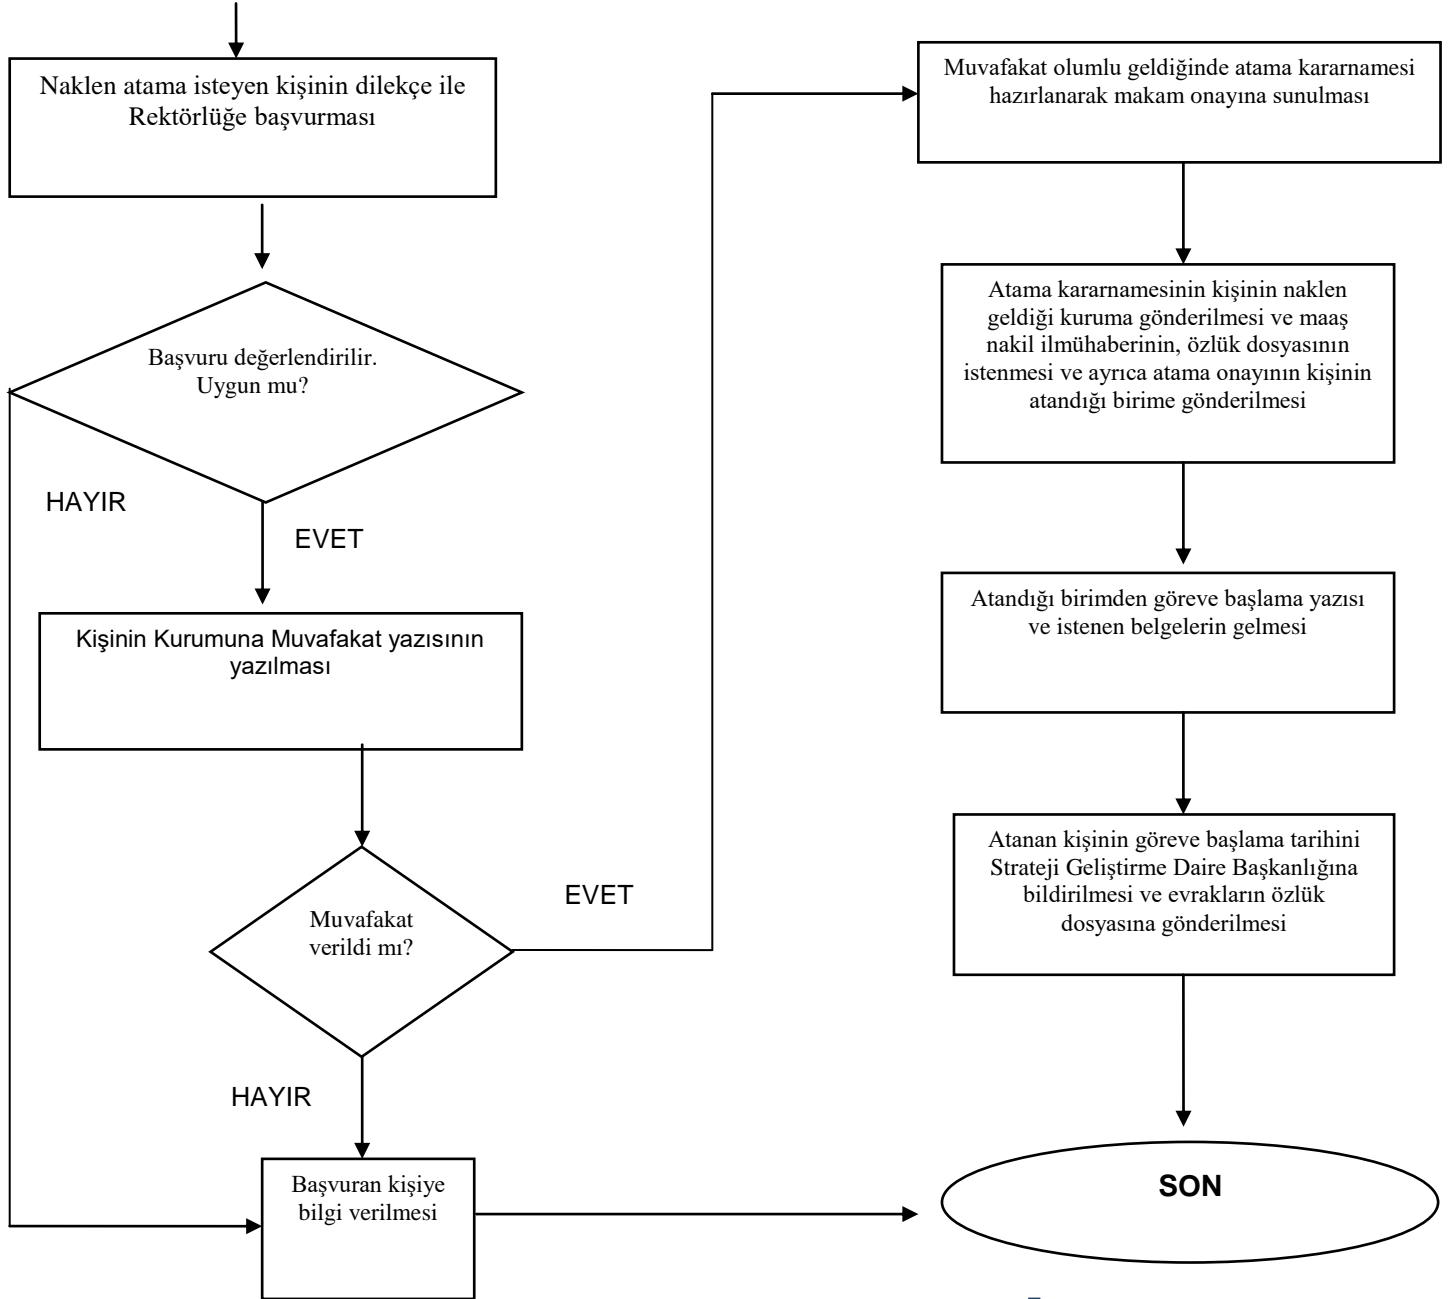 Naklen atama isteyen kişinin dilekçe ile
Rektörlüğe başvurması
Başvuru değerlendirilir.
Uygun mu?
HAYIR
EVET
Kişinin Kurumuna Muvafakat yazısının
yazılması
Muvafakat
verildi mı?
EVET
HAYIR
Başvuran kişiye
bilgi verilmesi
Muvafakat olumlu geldiğinde atama kararnamesi
hazırlanarak makam onayına sunulması
Atama kararnamesinin kişinin naklen
geldiği kuruma gönderilmesi ve maaş
nakil ilmühaberinin, özlük dosyasının
istenmesi ve ayrıca atama onayının kişinin
atandığı birime gönderilmesi
Atandığı birimden göreve başlama yazısı
ve istenen belgelerin gelmesi
Atanan kişinin göreve başlama tarihini
Strateji Geliştirme Daire Başkanlığına
bildirilmesi ve evrakların özlük
dosyasına gönderilmesi
SON